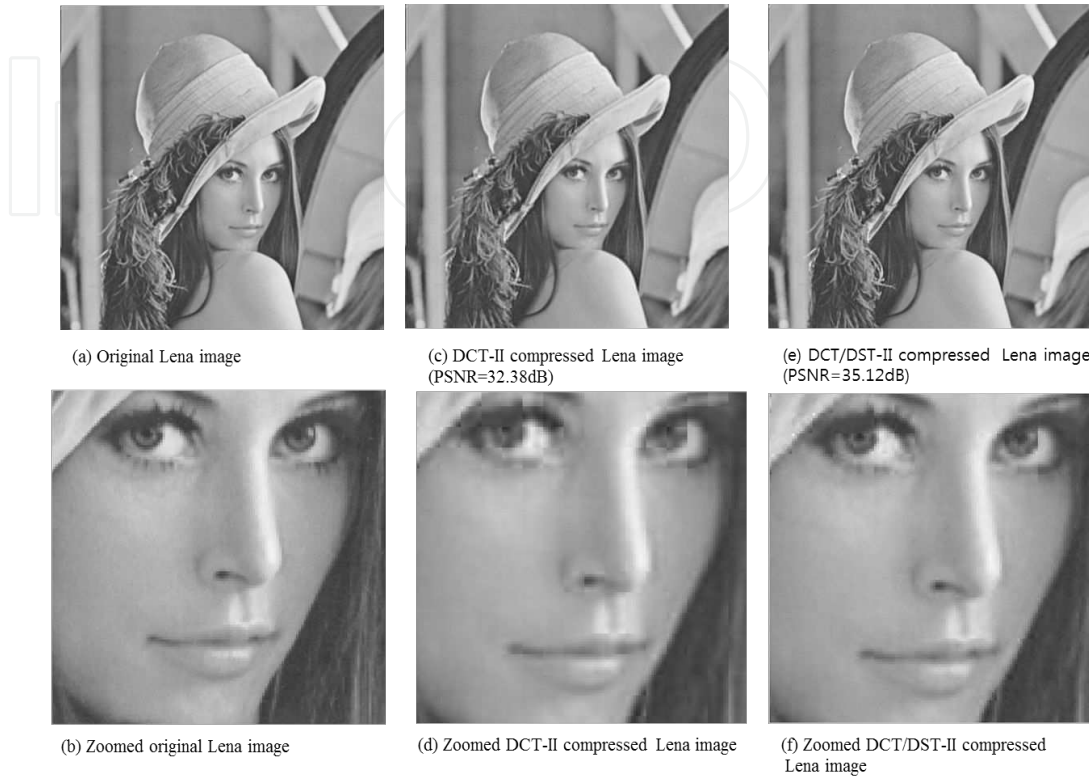 (a) Original Lena image
(c) DCT-II compressed Lena image
(PSNR=32.38dB)
(e) DCT/DST-II compressed Lena image
(PSNR=35.12dB)
(b) Zoomed original Lena image
(d) Zoomed DCT-II compressed Lena image
(f) Zoomed DCT/DST-II compressed
Lena image